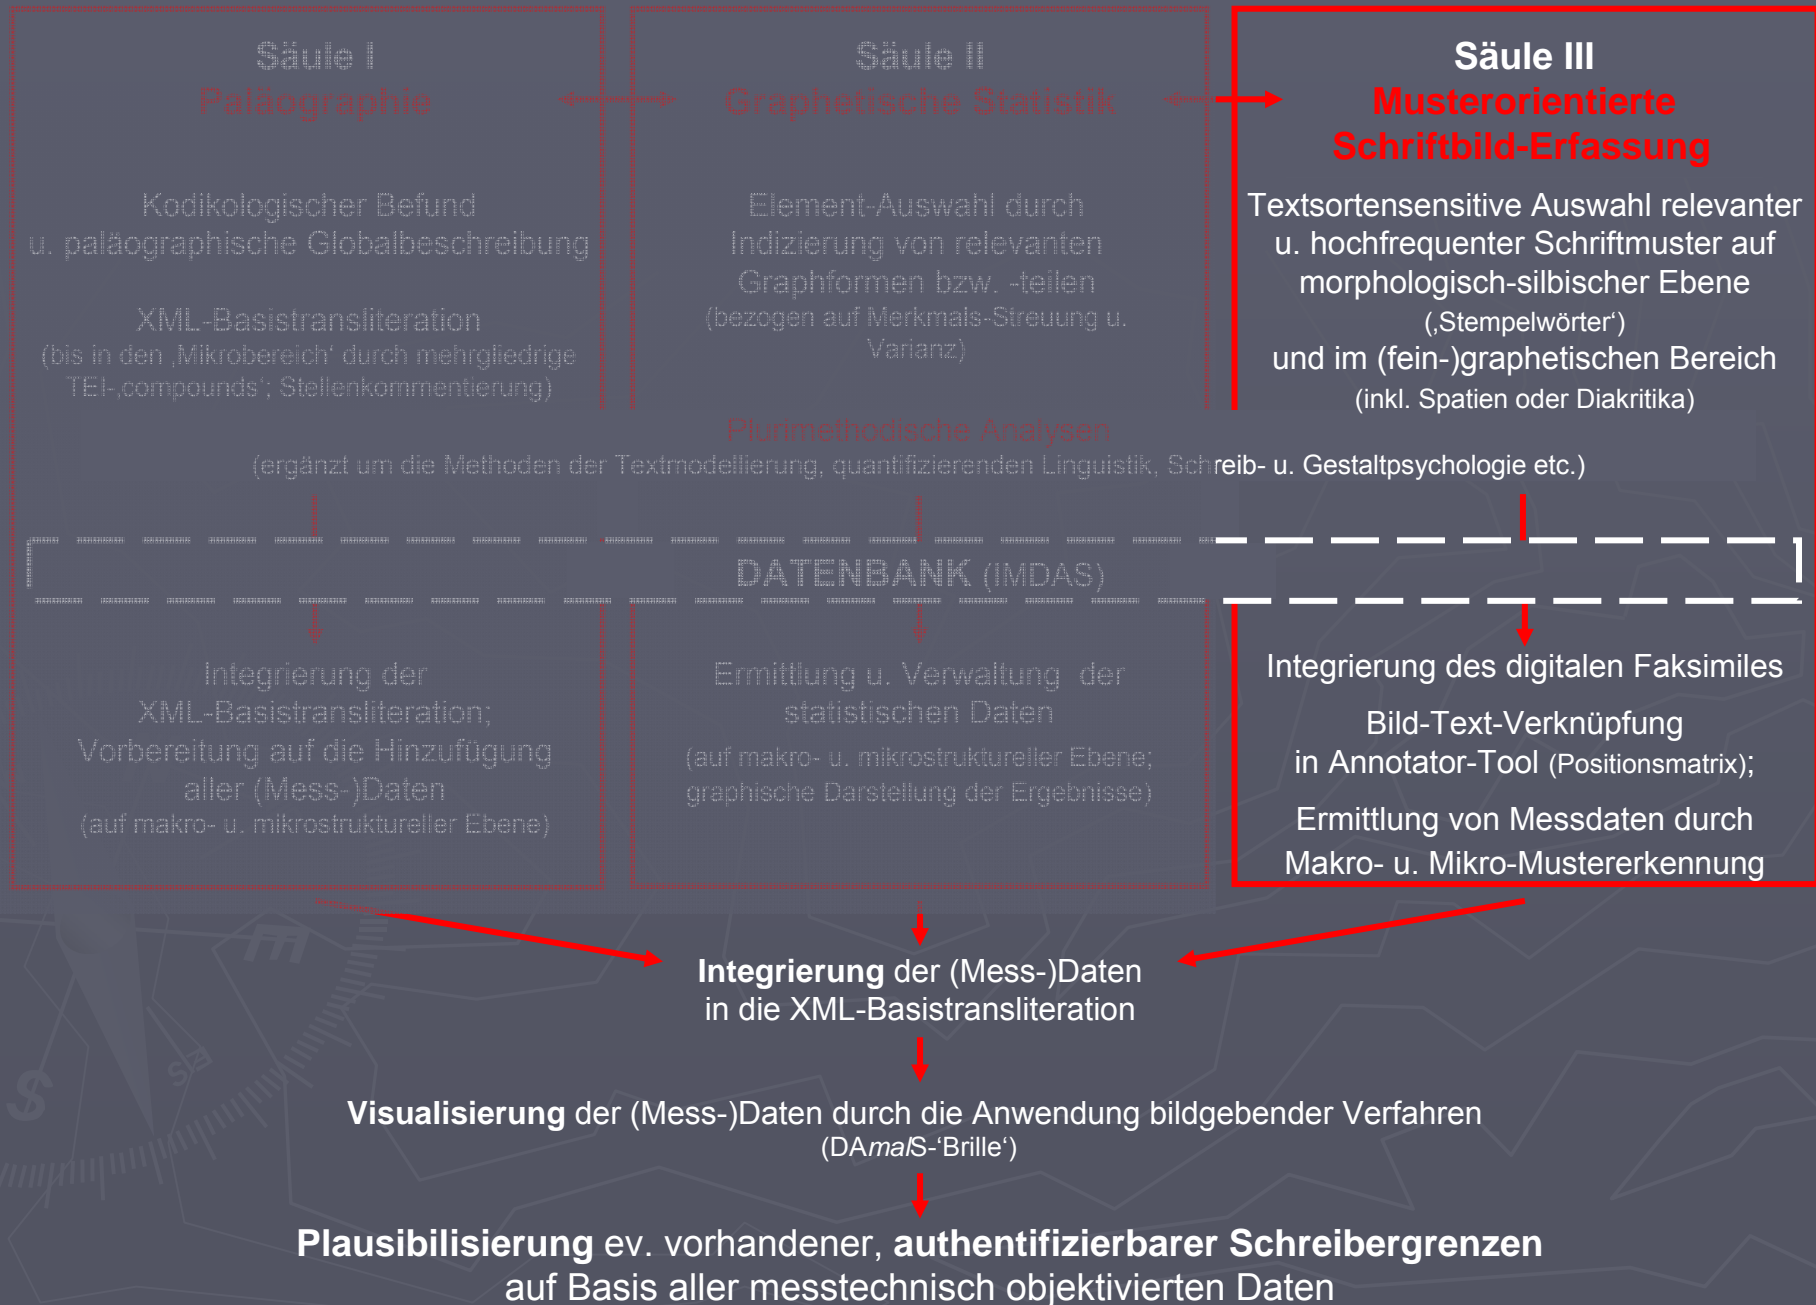 Säule I
Paläographie
Kodikologischer Befund
u. paläographische Globalbeschreibung
XML-Basistransliteration
(bis in den ‚Mikrobereich‘ durch mehrgliedrige
TEI-‚compounds‘; Stellenkommentierung)
Säule II
Graphetische Statistik
Element-Auswahl durch
Indizierung von relevanten
Graphformen bzw. -teilen
(bezogen auf Merkmals-Streuung u.
Varianz)
Säule III
Musterorientierte
Schriftbild-Erfassung
Textsortensensitive Auswahl relevanter
u. hochfrequenter Schriftmuster auf
morphologisch-silbischer Ebene
(‚Stempelwörter‘)
und im (fein-)graphetischen Bereich
(inkl. Spatien oder Diakritika)
Plurimethodische Analysen
(ergänzt um die Methoden der Textmodellierung, quantifizierenden Linguistik, Schreib- u. Gestaltpsychologie etc.)
DATENBANK (IMDAS)
Integrierung der
XML-Basistransliteration;
Vorbereitung auf die Hinzufügung
aller (Mess-)Daten
(auf makro- u. mikrostruktureller Ebene)
Ermittlung u. Verwaltung der
statistischen Daten
(auf makro- u. mikrostruktureller Ebene;
graphische Darstellung der Ergebnisse)
Integrierung des digitalen Faksimiles
Bild-Text-Verknüpfung
in Annotator-Tool (Positionsmatrix);
Ermittlung von Messdaten durch
Makro- u. Mikro-Mustererkennung
Integrierung der (Mess-)Daten
in die XML-Basistransliteration
Visualisierung der (Mess-)Daten durch die Anwendung bildgebender Verfahren
(DAmalS-‘Brille‘)
Plausibilisierung ev. vorhandener, authentifizierbarer Schreibergrenzen
auf Basis aller messtechnisch objektivierten Daten
E
SE
S